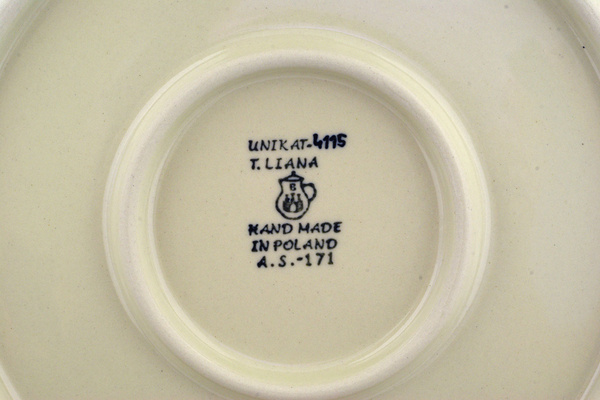 UNIKAT-4115
T. LIANA
B
HAND MADE
IN POLAND
A.S.-171